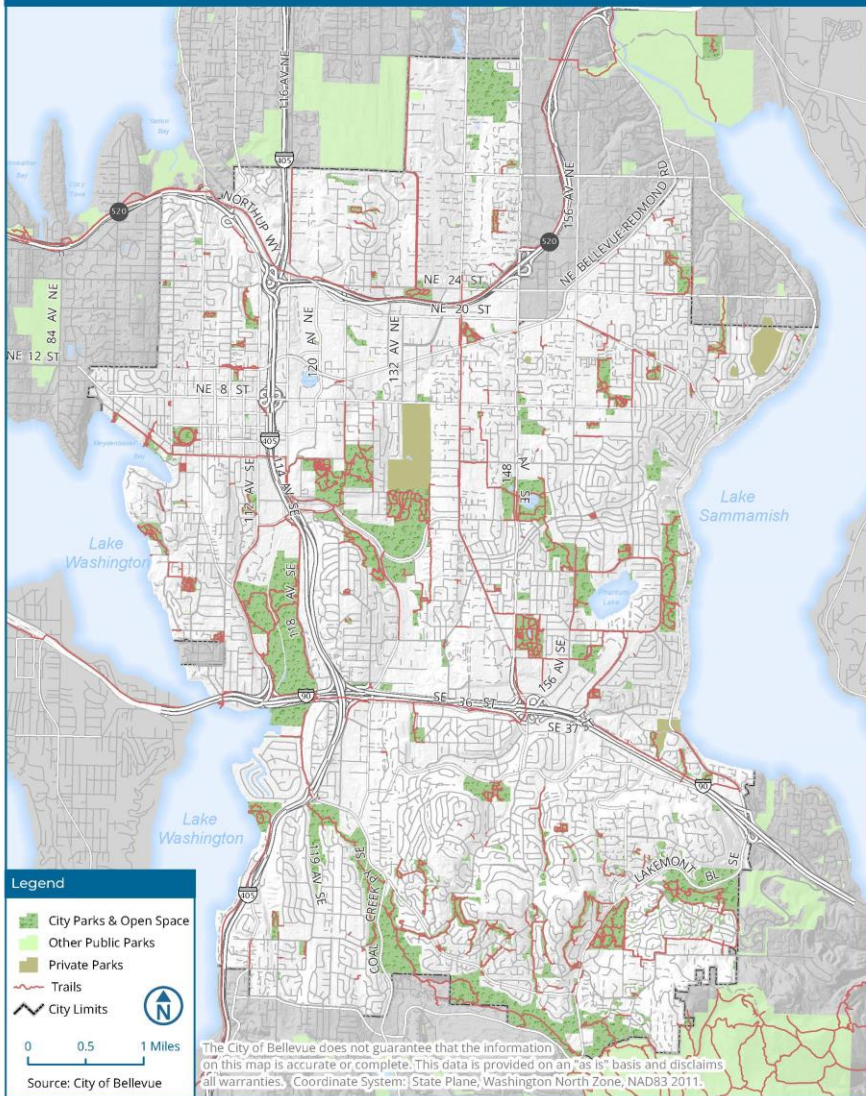 116 AV NE
405
520
NORTHUP WY
84 AV NE
NE 12 ST
NE 24 ST
NE 20 ST
156 AV NE
520
NE BELLEVUE-REDMOND RD
120 AV NE
132 AV NE
NE 8 ST
405
114 AV SE
112 AV SE
148 AV SE
118 AV SE
Lake
Washington
Lake
Sammamish
Phantom
Lake
156 AV SE
90
SE 36 ST
SE 37 ST
90
Lake
Washington
119 AV SE
COAL CREEK PY SE
LAKEMONT BL SE
405
Legend
City Parks & Open Space
Other Public Parks
Private Parks
Trails
City Limits
N
0 0.5 1 Miles
Source: City of Bellevue
The City of Bellevue does not guarantee that the information
on this map is accurate or complete. This data is provided on an "as is" basis and disclaims
all warranties. Coordinate System: State Plane, Washington North Zone, NAD83 2011.